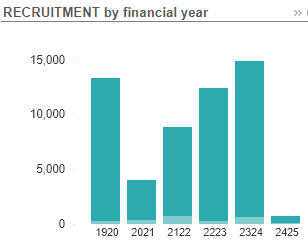 RECRUITMENT by financial year »
15,000
10,000
5,000
0
1920 2021 2122 2223 2324 2425